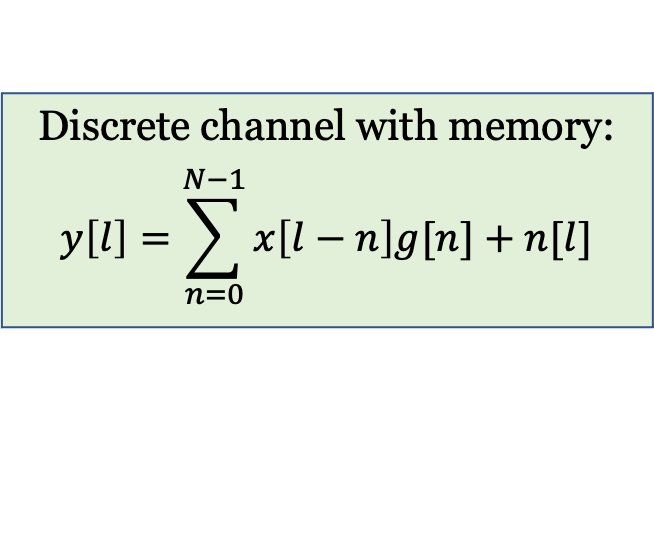 Discrete channel with memory:
N−1
y[l] = ∑ x[l − n]g[n] + n[l]
n=0